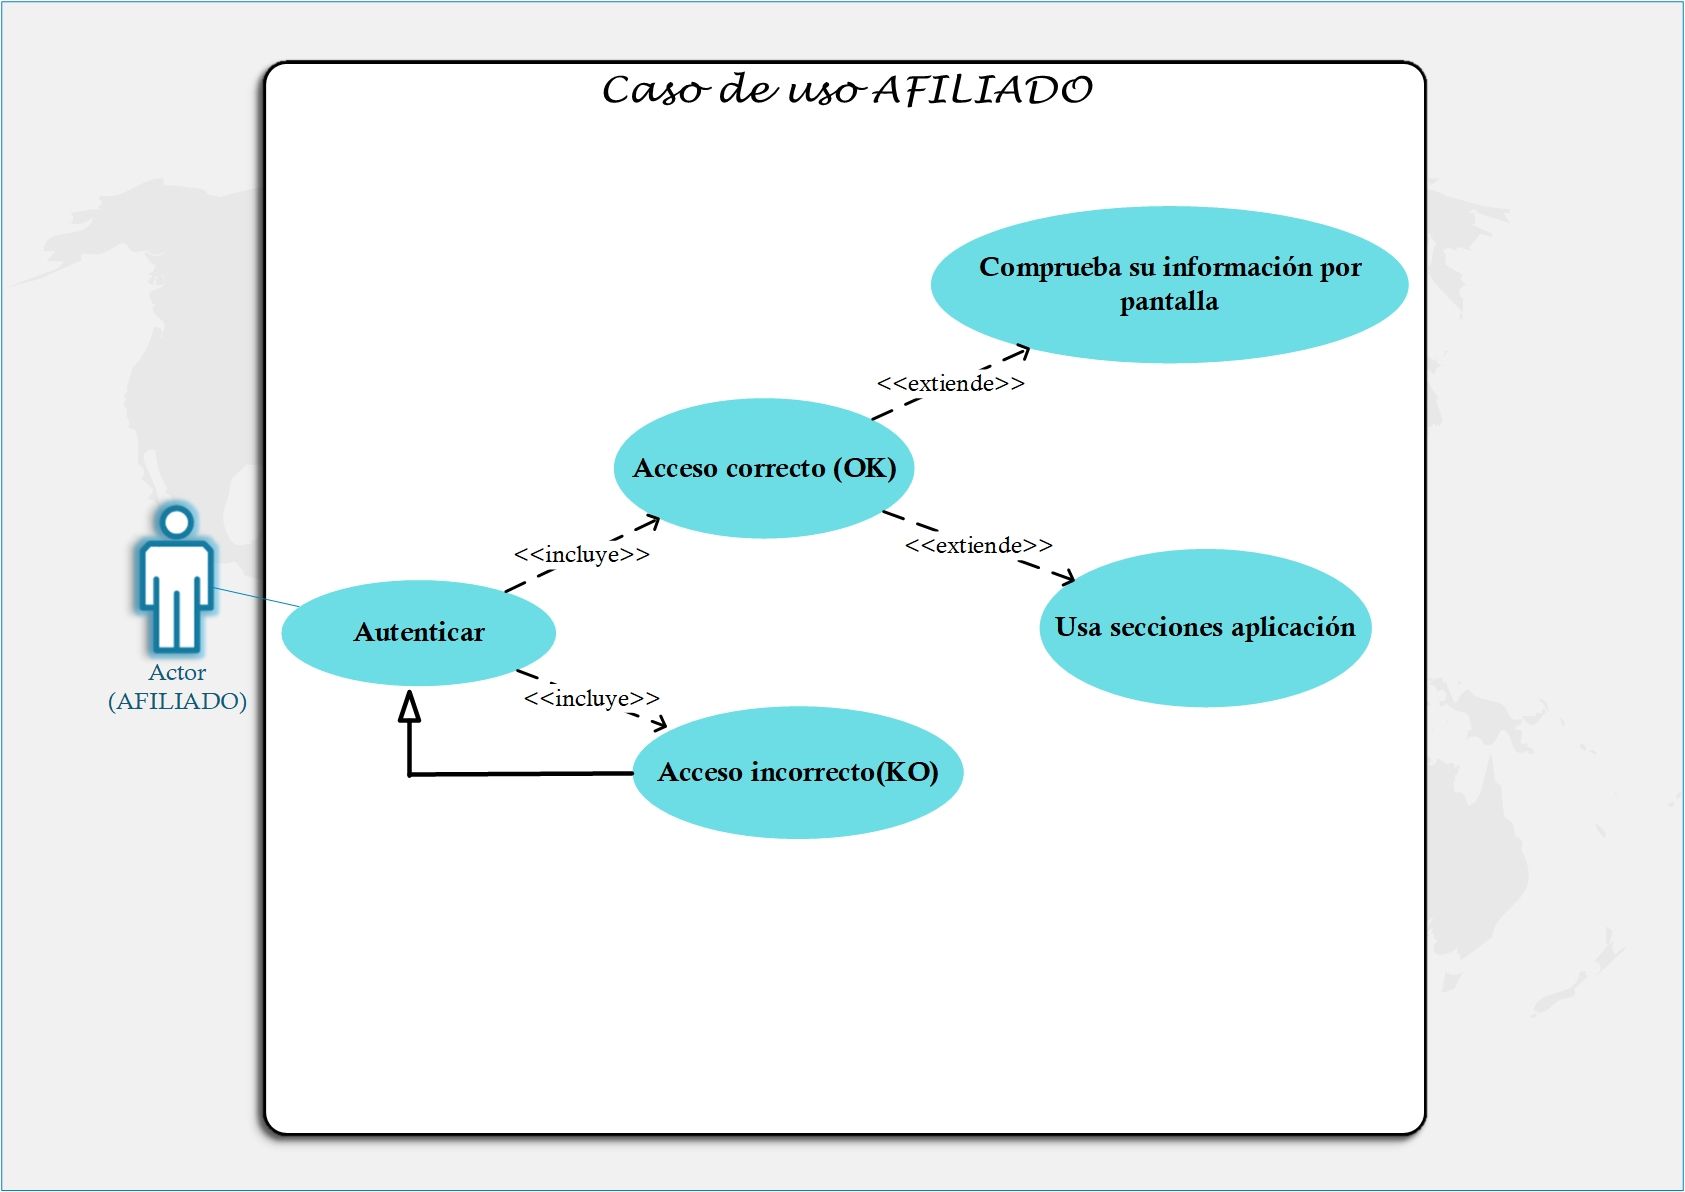 Caso de uso AFILIADO
Comprueba su información por
pantalla
<<extiende>>
Acceso correcto (OK)
<<incluye>>
<<extiende>>
Usa secciones aplicación
Autenticar
Actor
(AFILIADO)
<<incluye>>
Acceso incorrecto(KO)